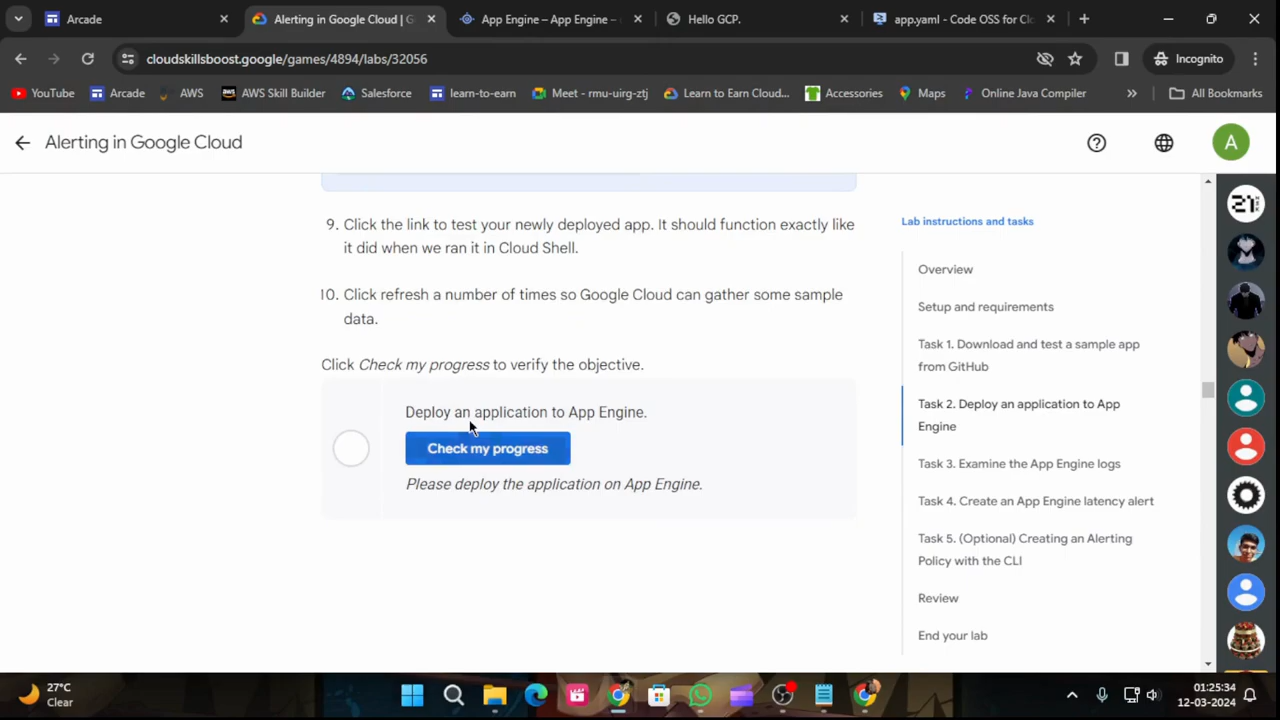 Arcade
Alerting in Google Cloud | G
App Engine – App Engine –
Hello GCP.
app.yaml - Code OSS for Cl
cloudskillsboost.google/games/4894/labs/32056
Incognito
YouTube
Arcade
AWS
AWS Skill Builder
Salesforce
learn-to-earn
Meet - rmu-uirg-ztj
Learn to Earn Cloud...
Accessories
Maps
Online Java Compiler
»
All Bookmarks
Alerting in Google Cloud
A
9. Click the link to test your newly deployed app. It should function exactly like
it did when we ran it in Cloud Shell.
10. Click refresh a number of times so Google Cloud can gather some sample
data.
Click Check my progress to verify the objective.
Deploy an application to App Engine.
Check my progress
Please deploy the application on App Engine.
Lab instructions and tasks
Overview
Setup and requirements
Task 1. Download and test a sample app
from GitHub
Task 2. Deploy an application to App
Engine
Task 3. Examine the App Engine logs
Task 4. Create an App Engine latency alert
Task 5. (Optional) Creating an Alerting
Policy with the CLI
Review
End your lab
27°C
Clear
01:25:34
12-03-2024